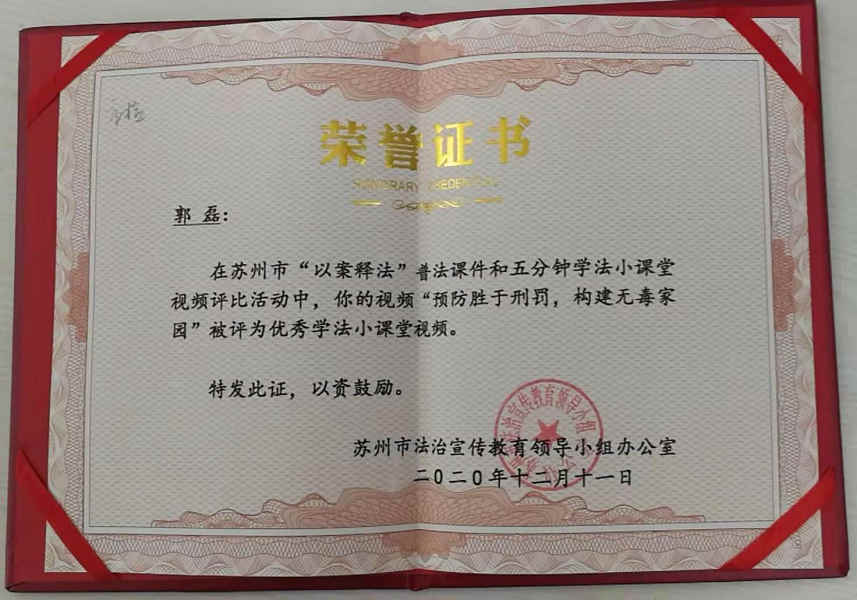 荣誉证书
HONORARY CREDENTIAL
郭 磊：
在苏州市“以案释法”普法课件和五分钟学法小课堂
视频评比活动中，你的视频“预防胜于刑罚，构建无毒家
园”被评为优秀学法小课堂视频。
特发此证，以资鼓励。
苏州市法治宣传教育领导小组办公室
二0二0年十二月十一日